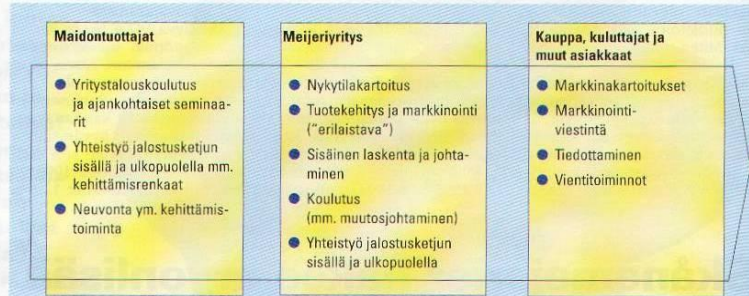 Maidontuottajat
● Yritystalouskoulutus
ja ajankohtaiset seminaa-
rit
● Yhteistyö jalostusketjun
sisällä ja ulkopuolella mm.
kehittämisrenkaat
● Neuvonta ym. kehittämis-
toiminta
Meijeriyritys
● Nykytilakartoitus
● Tuotekehitys ja markkinointi
("erilaistava")
● Sisäinen laskenta ja johta-
minen
● Koulutus
(mm. muutosjohtaminen)
● Yhteistyö jalostusketjun
sisällä ja ulkopuolella
Kauppa, kuluttajat ja
muut asiakkaat
● Markkinakartoitukset
● Markkinointi-
viestintä
● Tiedottaminen
● Vientitoiminnot